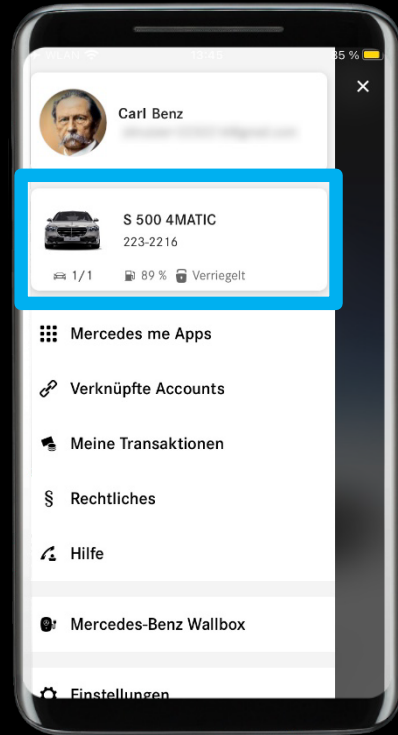 35 %
Carl Benz
S 500 4MATIC
223-2216
1/1 89 % Verriegelt
Mercedes me Apps
Verknüpfte Accounts
Meine Transaktionen
§ Rechtliches
Hilfe
Mercedes-Benz Wallbox
Einstellungen